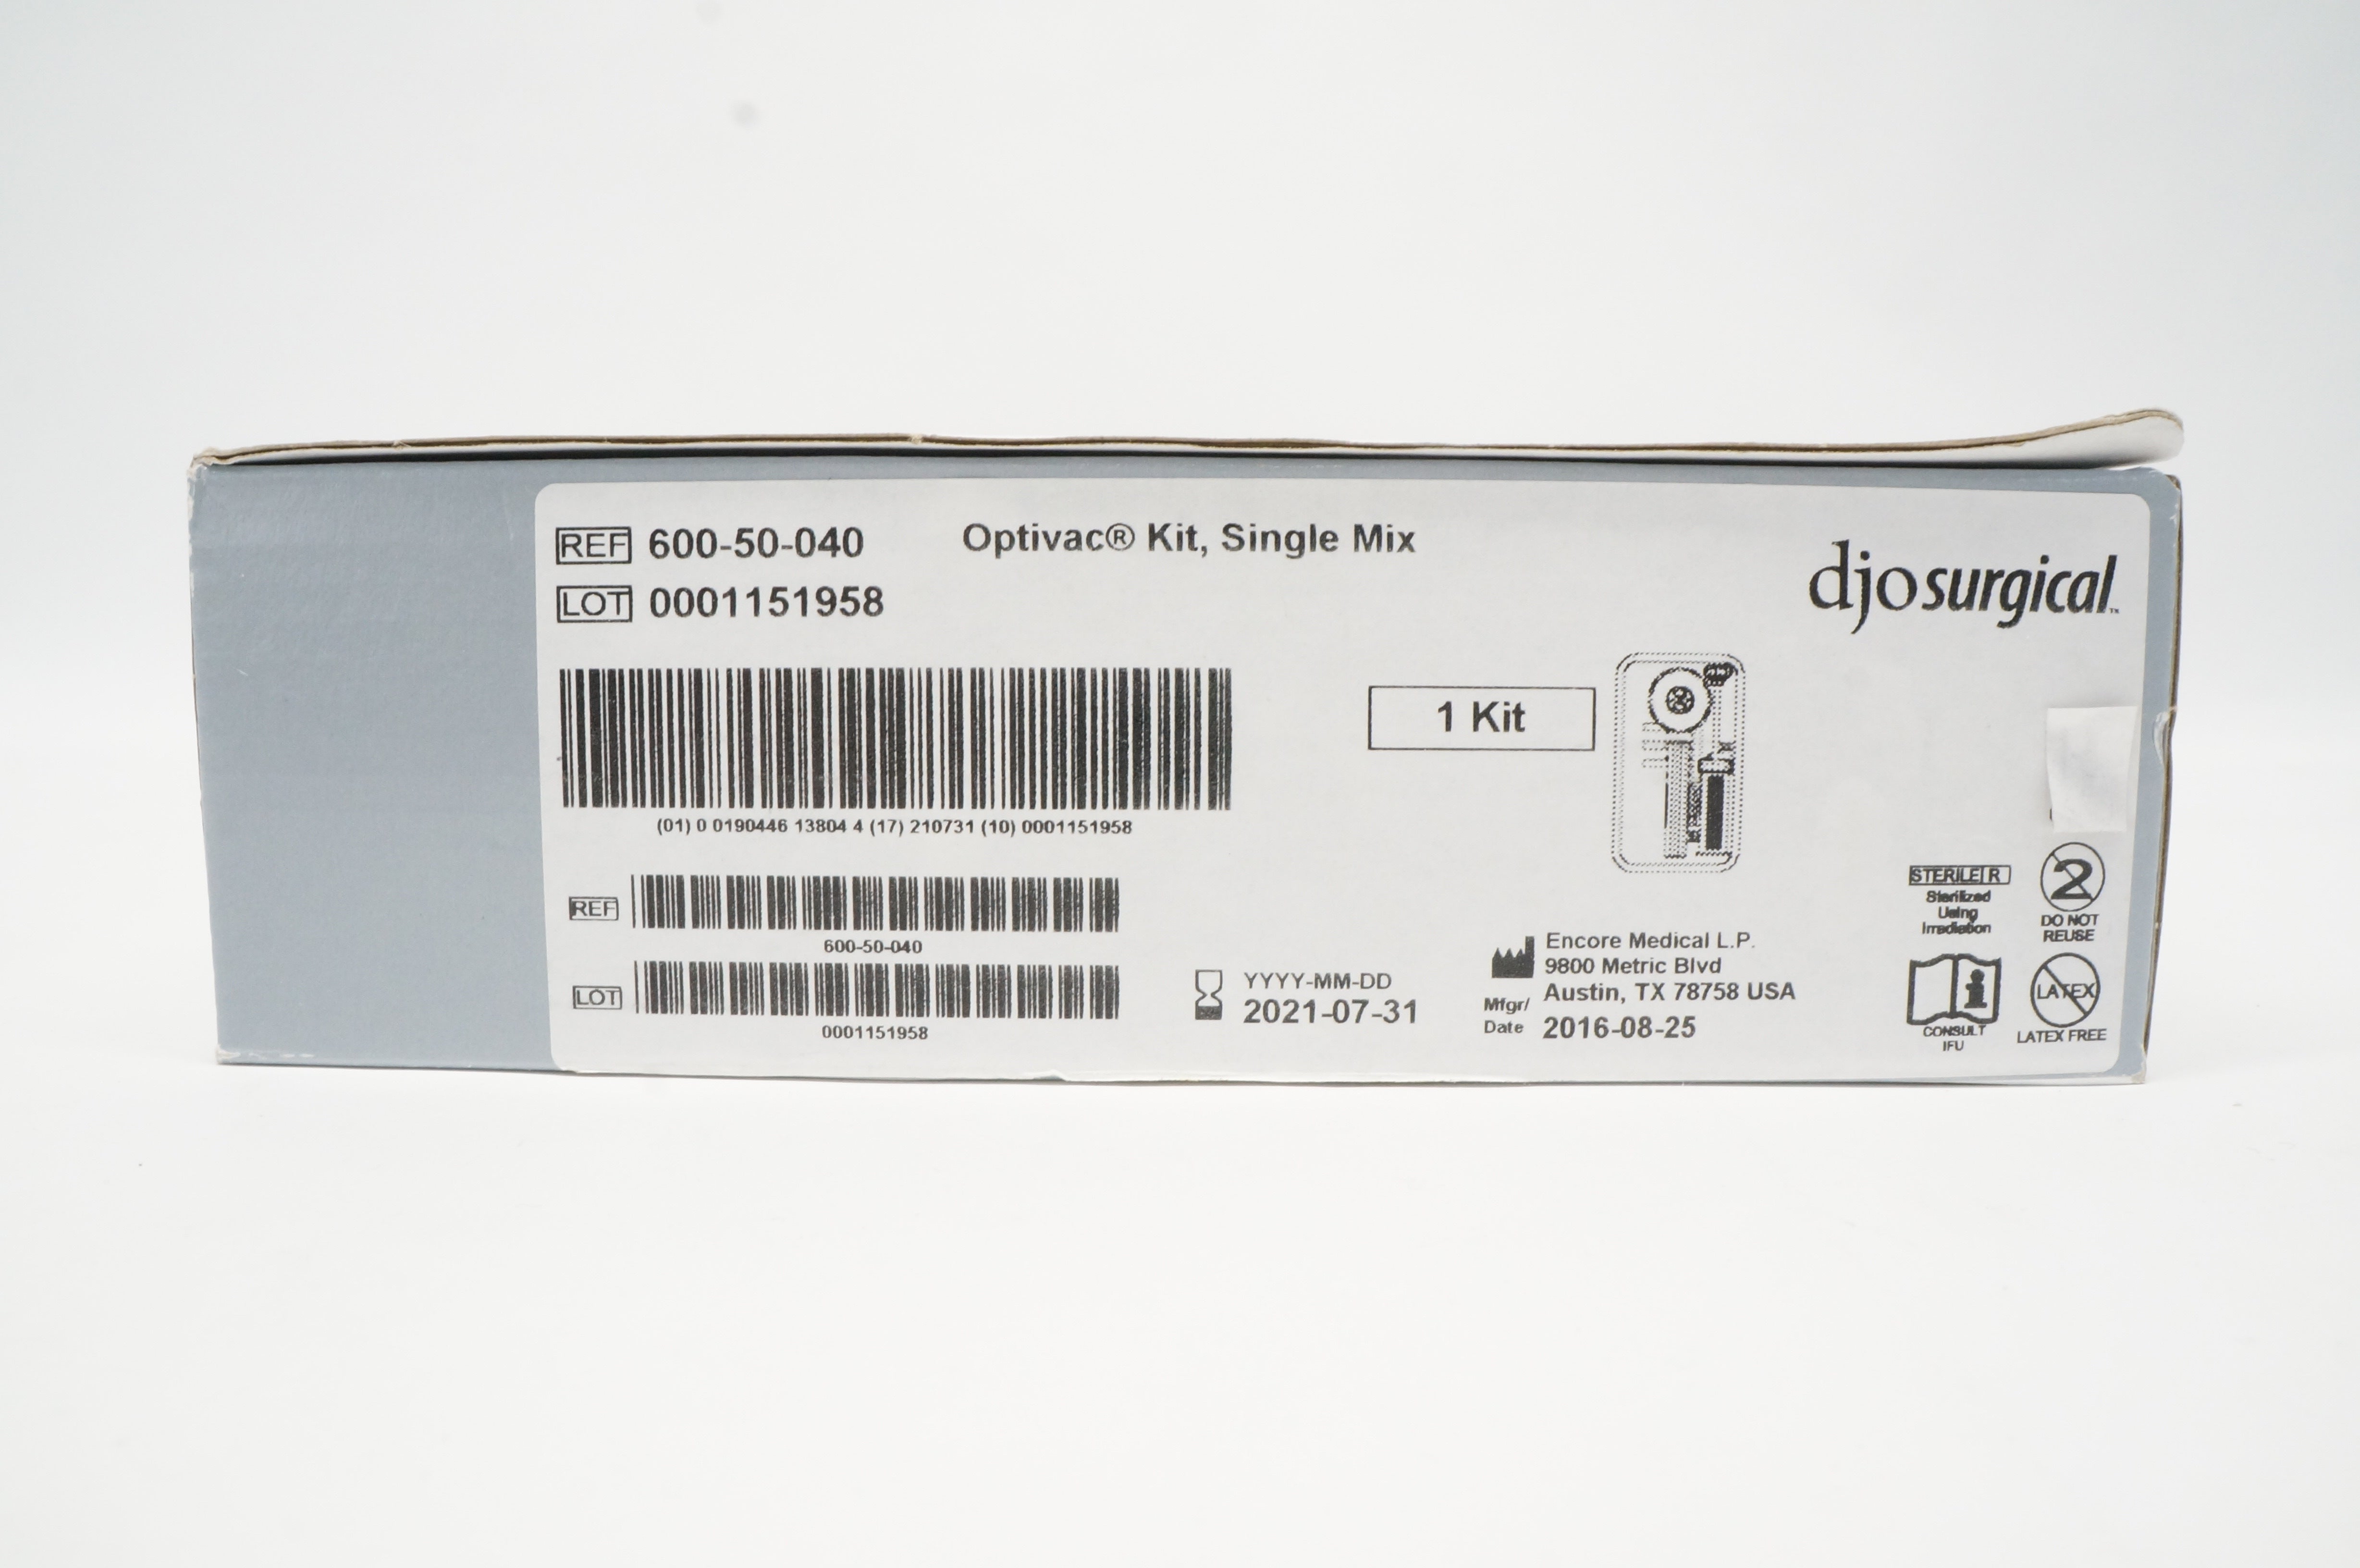 REF 600-50-040 Optivac® Kit, Single Mix
LOT 0001151958
djosurgical™
1 Kit
(01) 0 0190446 13804 4 (17) 210731 (10) 0001151958
REF
600-50-040
LOT
0001151958
YYYY-MM-DD
2021-07-31
Encore Medical L.P.
9800 Metric Blvd
Austin, TX 78758 USA
Mfgr/
Date 2016-08-25
STERILE R
Sterilized
Using
Irradiation
2
DO NOT
REUSE
CONSULT
IFU
LATEX
LATEX FREE